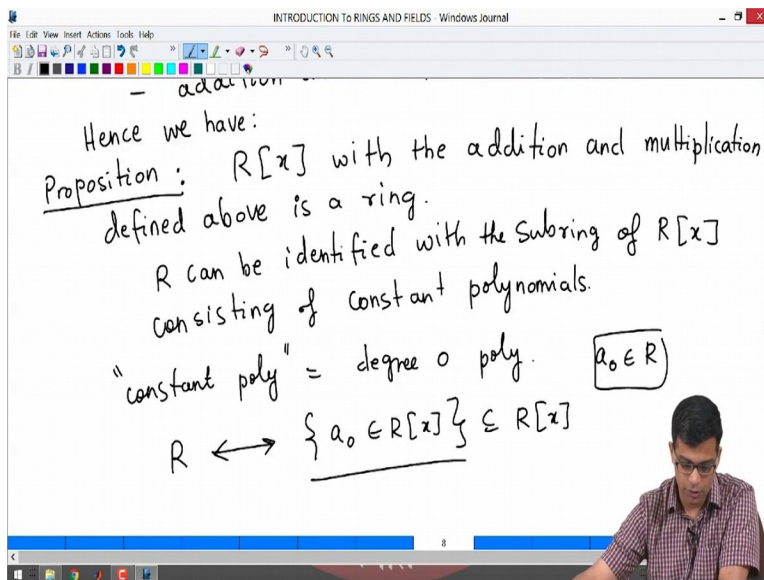 INTRODUCTION To RINGS AND FIELDS - Windows Journal
File Edit View Insert Actions Tools Help
B I
Hence we have:
Proposition: R[x] with the addition and multiplication
defined above is a ring.
R can be identified with the subring of R[x]
consisting of constant polynomials.
"constant poly" = degree 0 poly. a₀ ∈ R
R ⟷ { a₀ ∈ R[x] } ⊆ R[x]
8